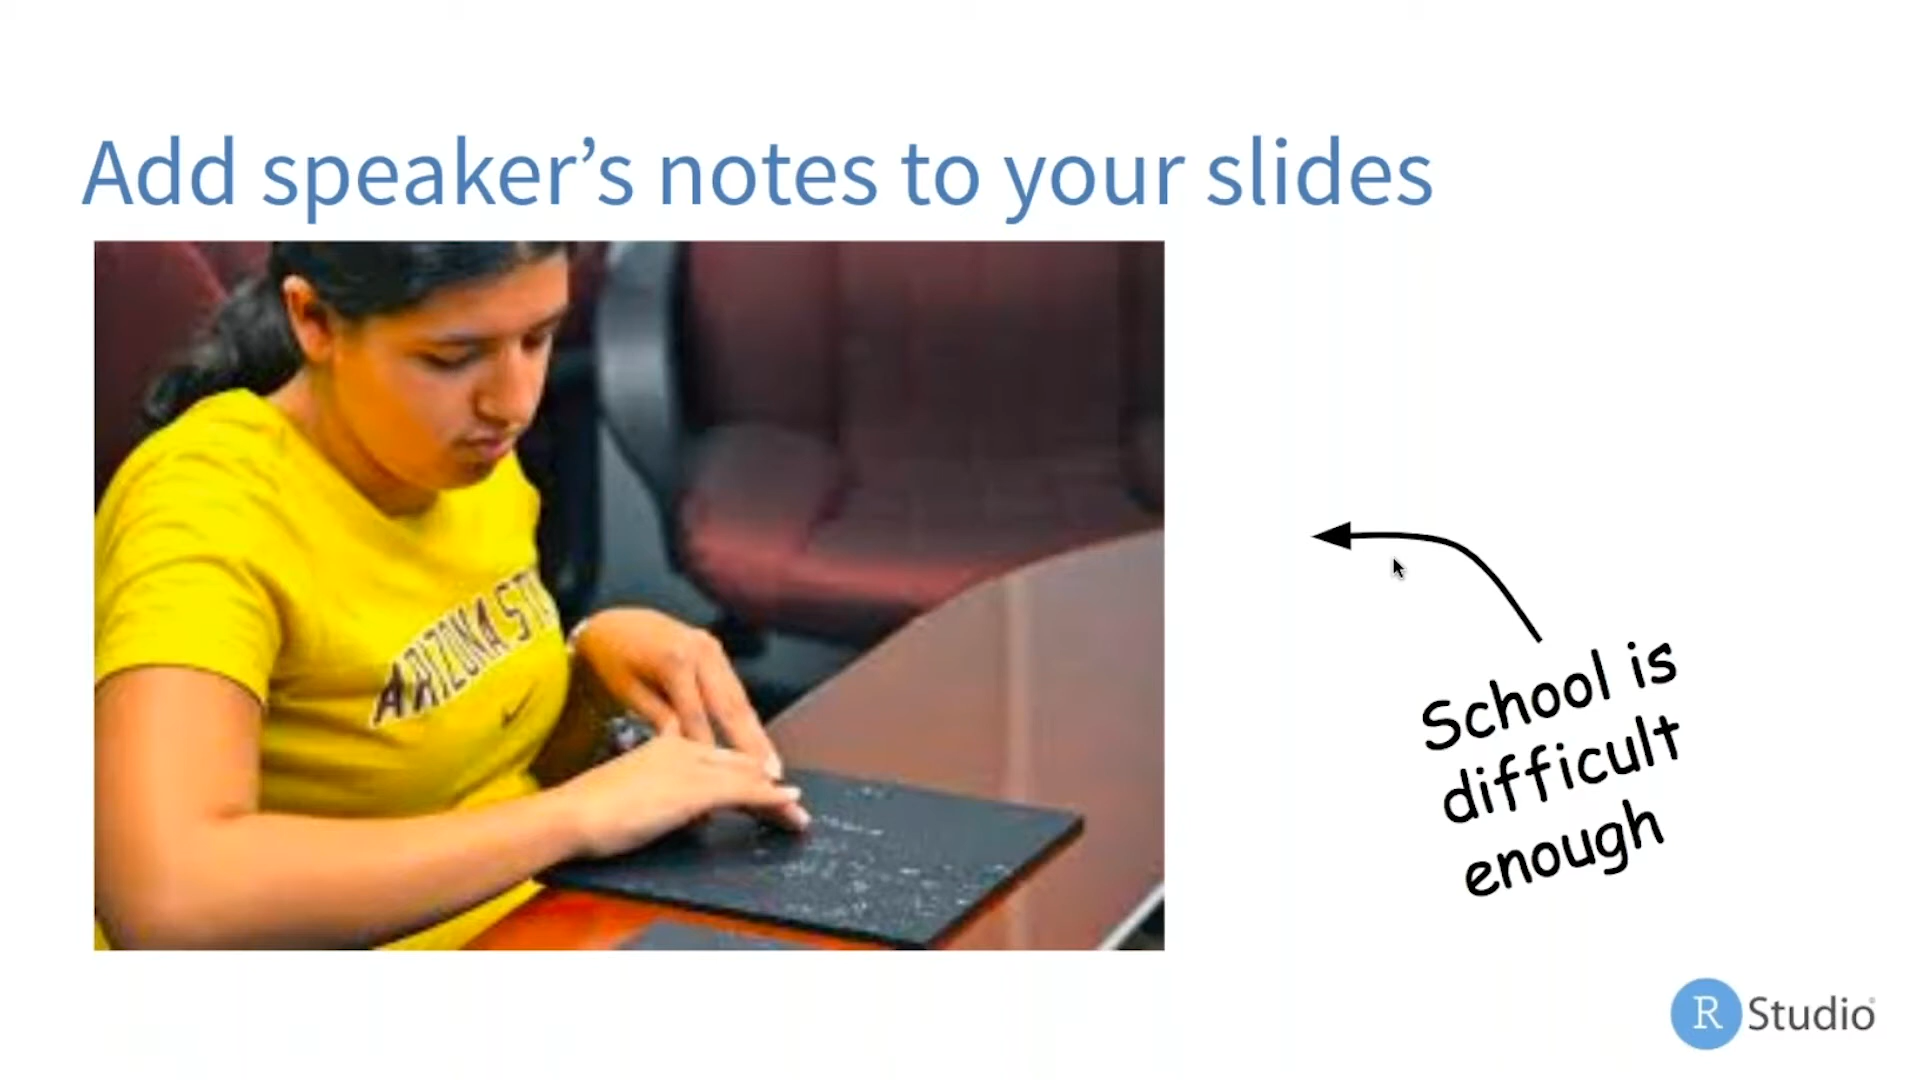 Add speaker’s notes to your slides
ARIZONA ST
School is
difficult
enough
R Studio